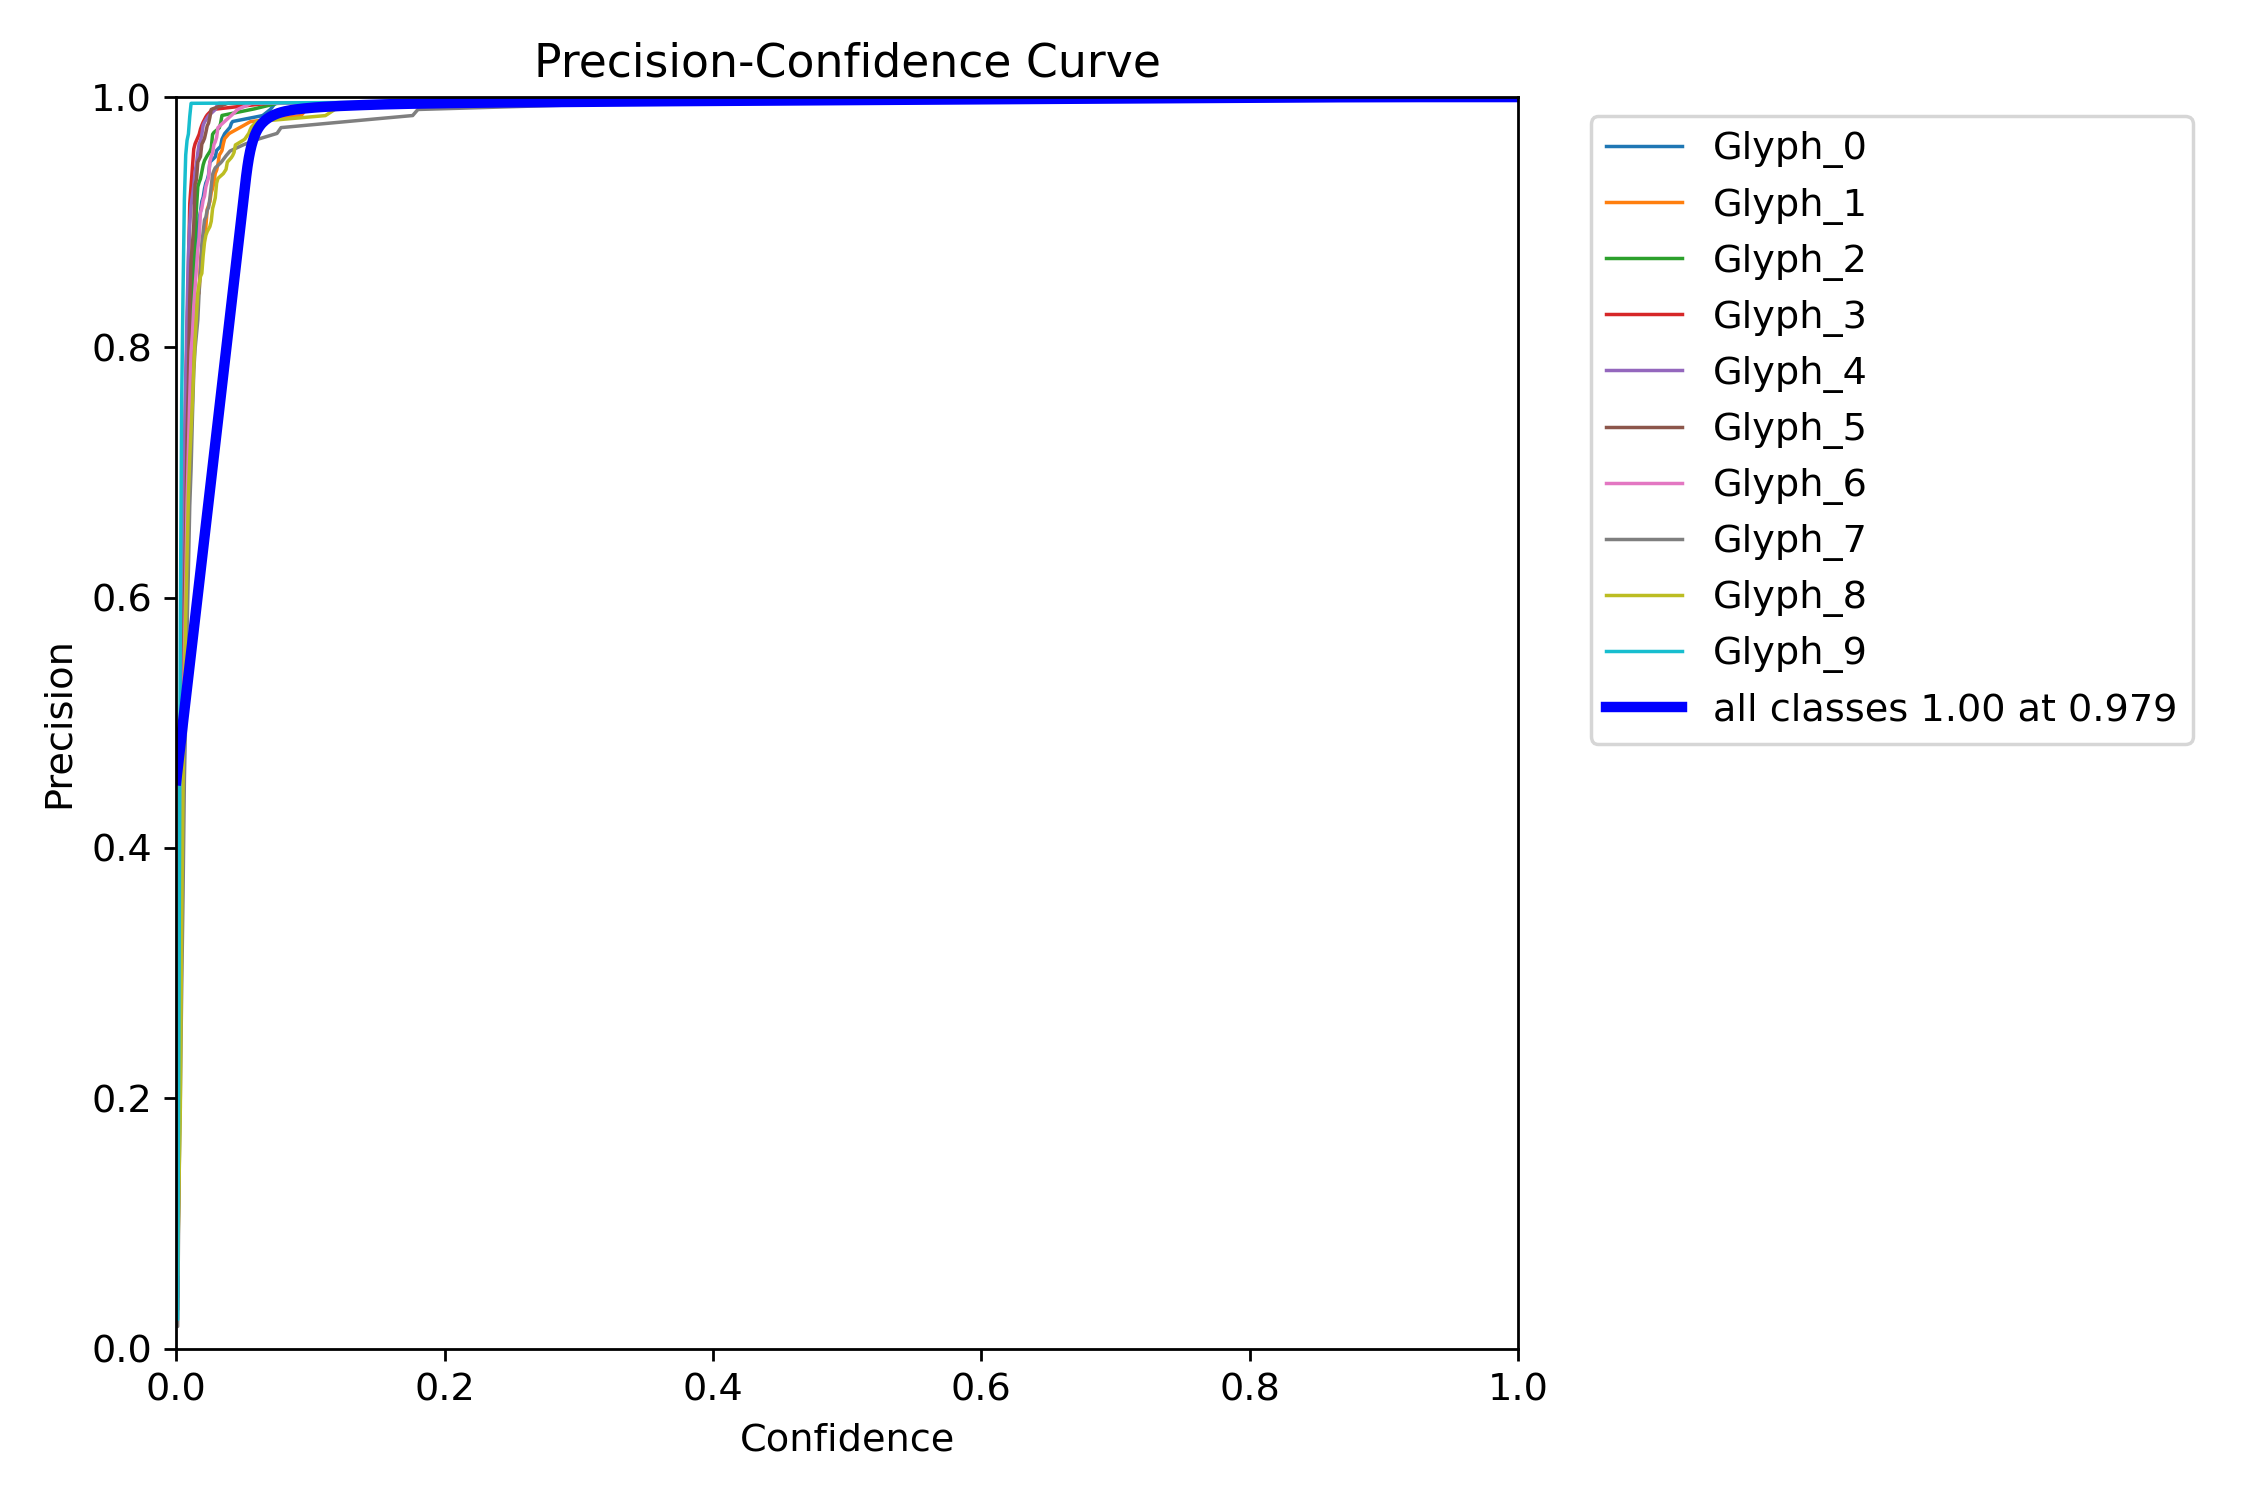 Precision-Confidence Curve
1.0
0.8
0.6
0.4
0.2
0.0
Precision
0.0 0.2 0.4 0.6 0.8 1.0
Confidence
Glyph_0
Glyph_1
Glyph_2
Glyph_3
Glyph_4
Glyph_5
Glyph_6
Glyph_7
Glyph_8
Glyph_9
all classes 1.00 at 0.979